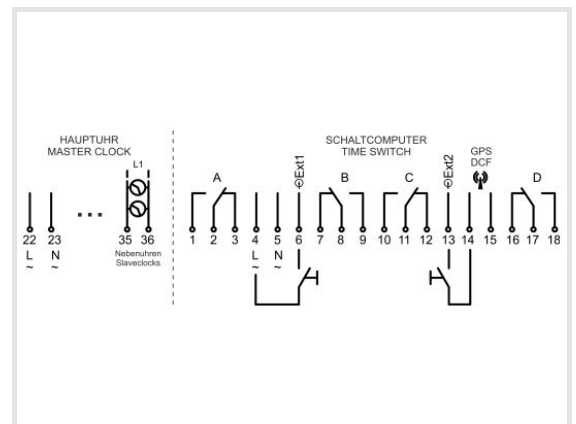 HAUPTUHR
MASTER CLOCK
L1
22 23 ... 35 36
L N
~ ~
Nebenuhren
Slaveclocks
SCHALTCOMPUTER
TIME SWITCH
GPS
DCF
A Ext1 B C Ext2 D
1 2 3 4 5 6 7 8 9 10 11 12 13 14 15 16 17 18
L N
~ ~